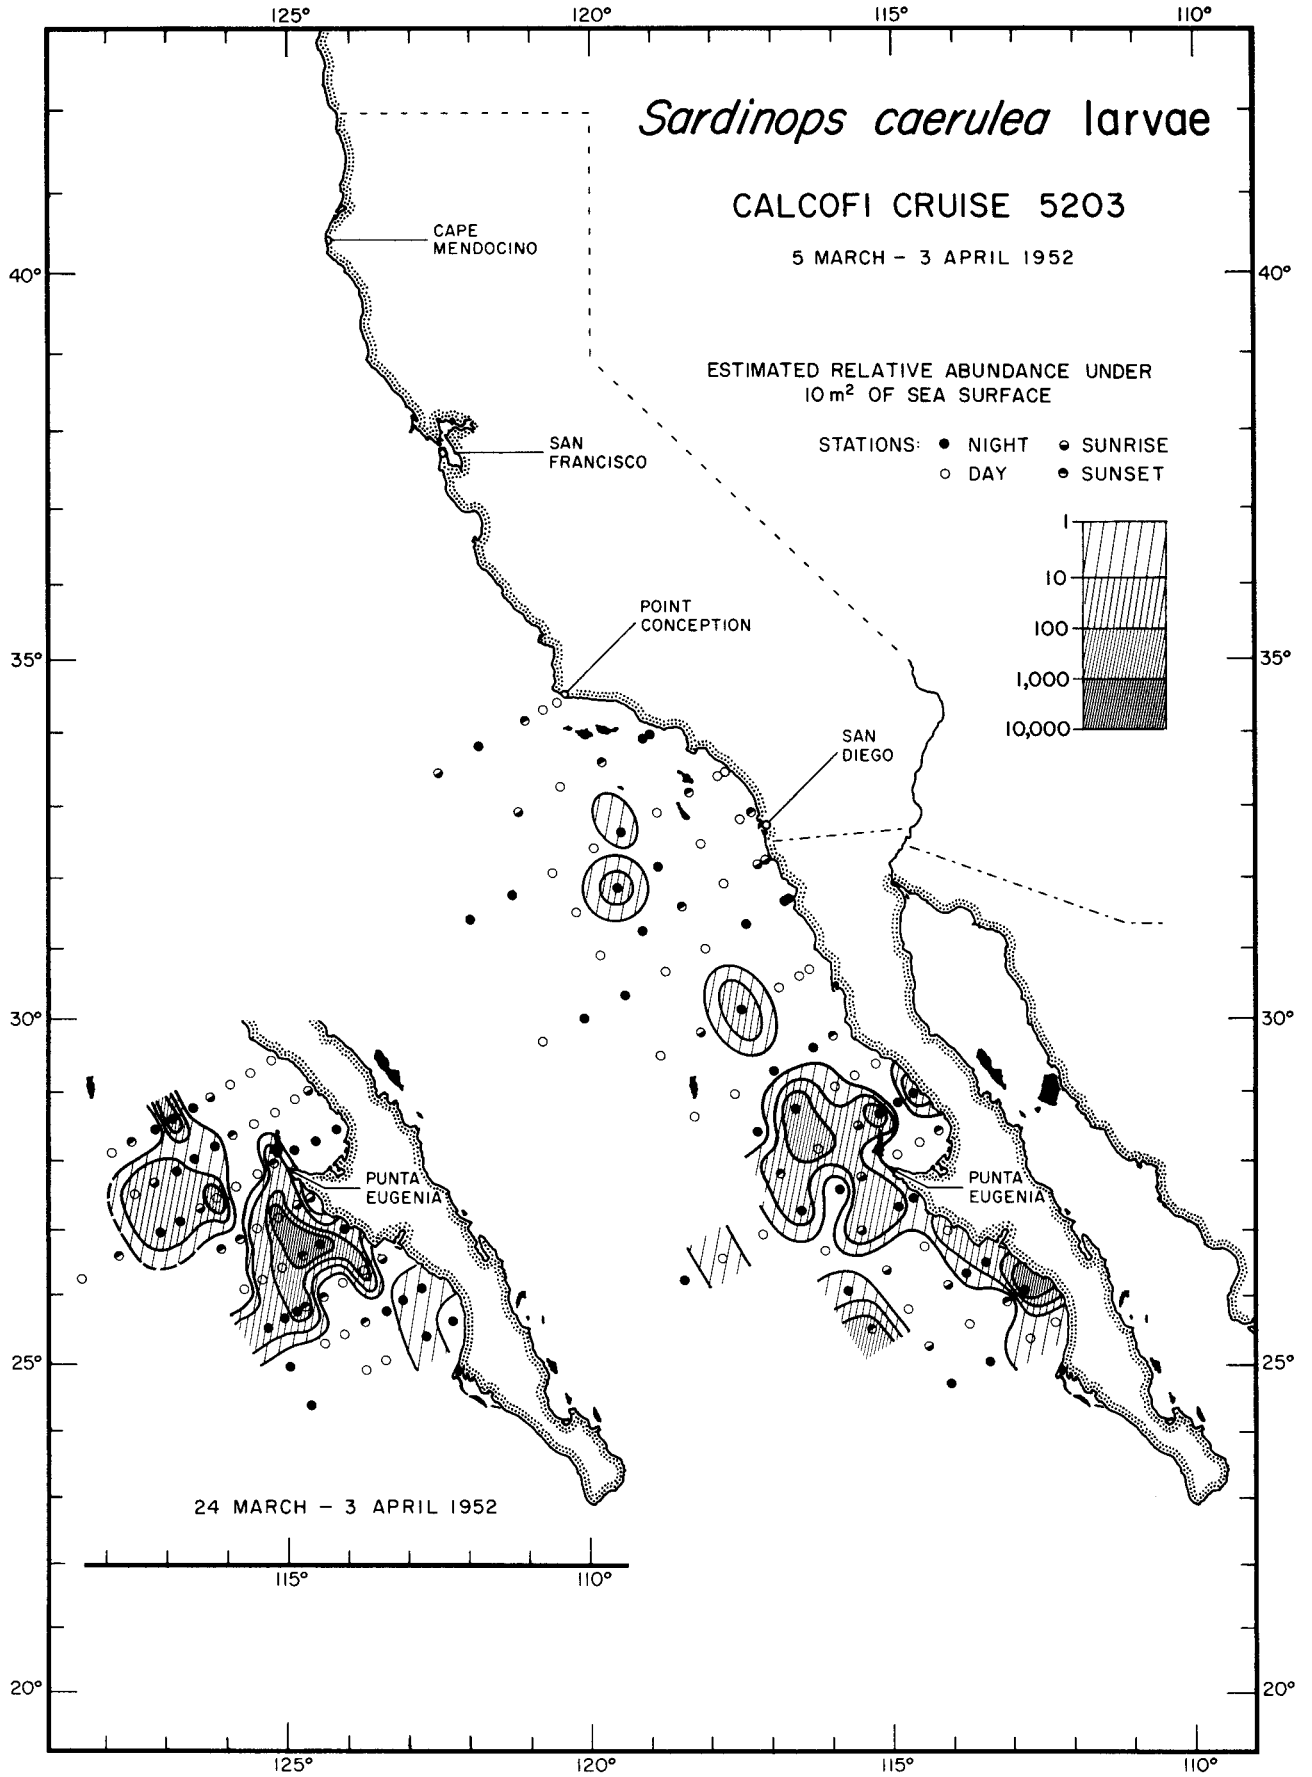 125° 120° 115° 110°
Sardinops caerulea larvae
CALCOFI CRUISE 5203
5 MARCH – 3 APRIL 1952
CAPE
MENDOCINO
40° 40°
ESTIMATED RELATIVE ABUNDANCE UNDER
10 m² OF SEA SURFACE
STATIONS: ● NIGHT ◒ SUNRISE
○ DAY ◓ SUNSET
SAN
FRANCISCO
1
10
100
1,000
10,000
POINT
CONCEPTION
35° 35°
SAN
DIEGO
30° 30°
PUNTA
EUGENIA
PUNTA
EUGENIA
25° 25°
24 MARCH – 3 APRIL 1952
115° 110°
20° 20°
125° 120° 115° 110°